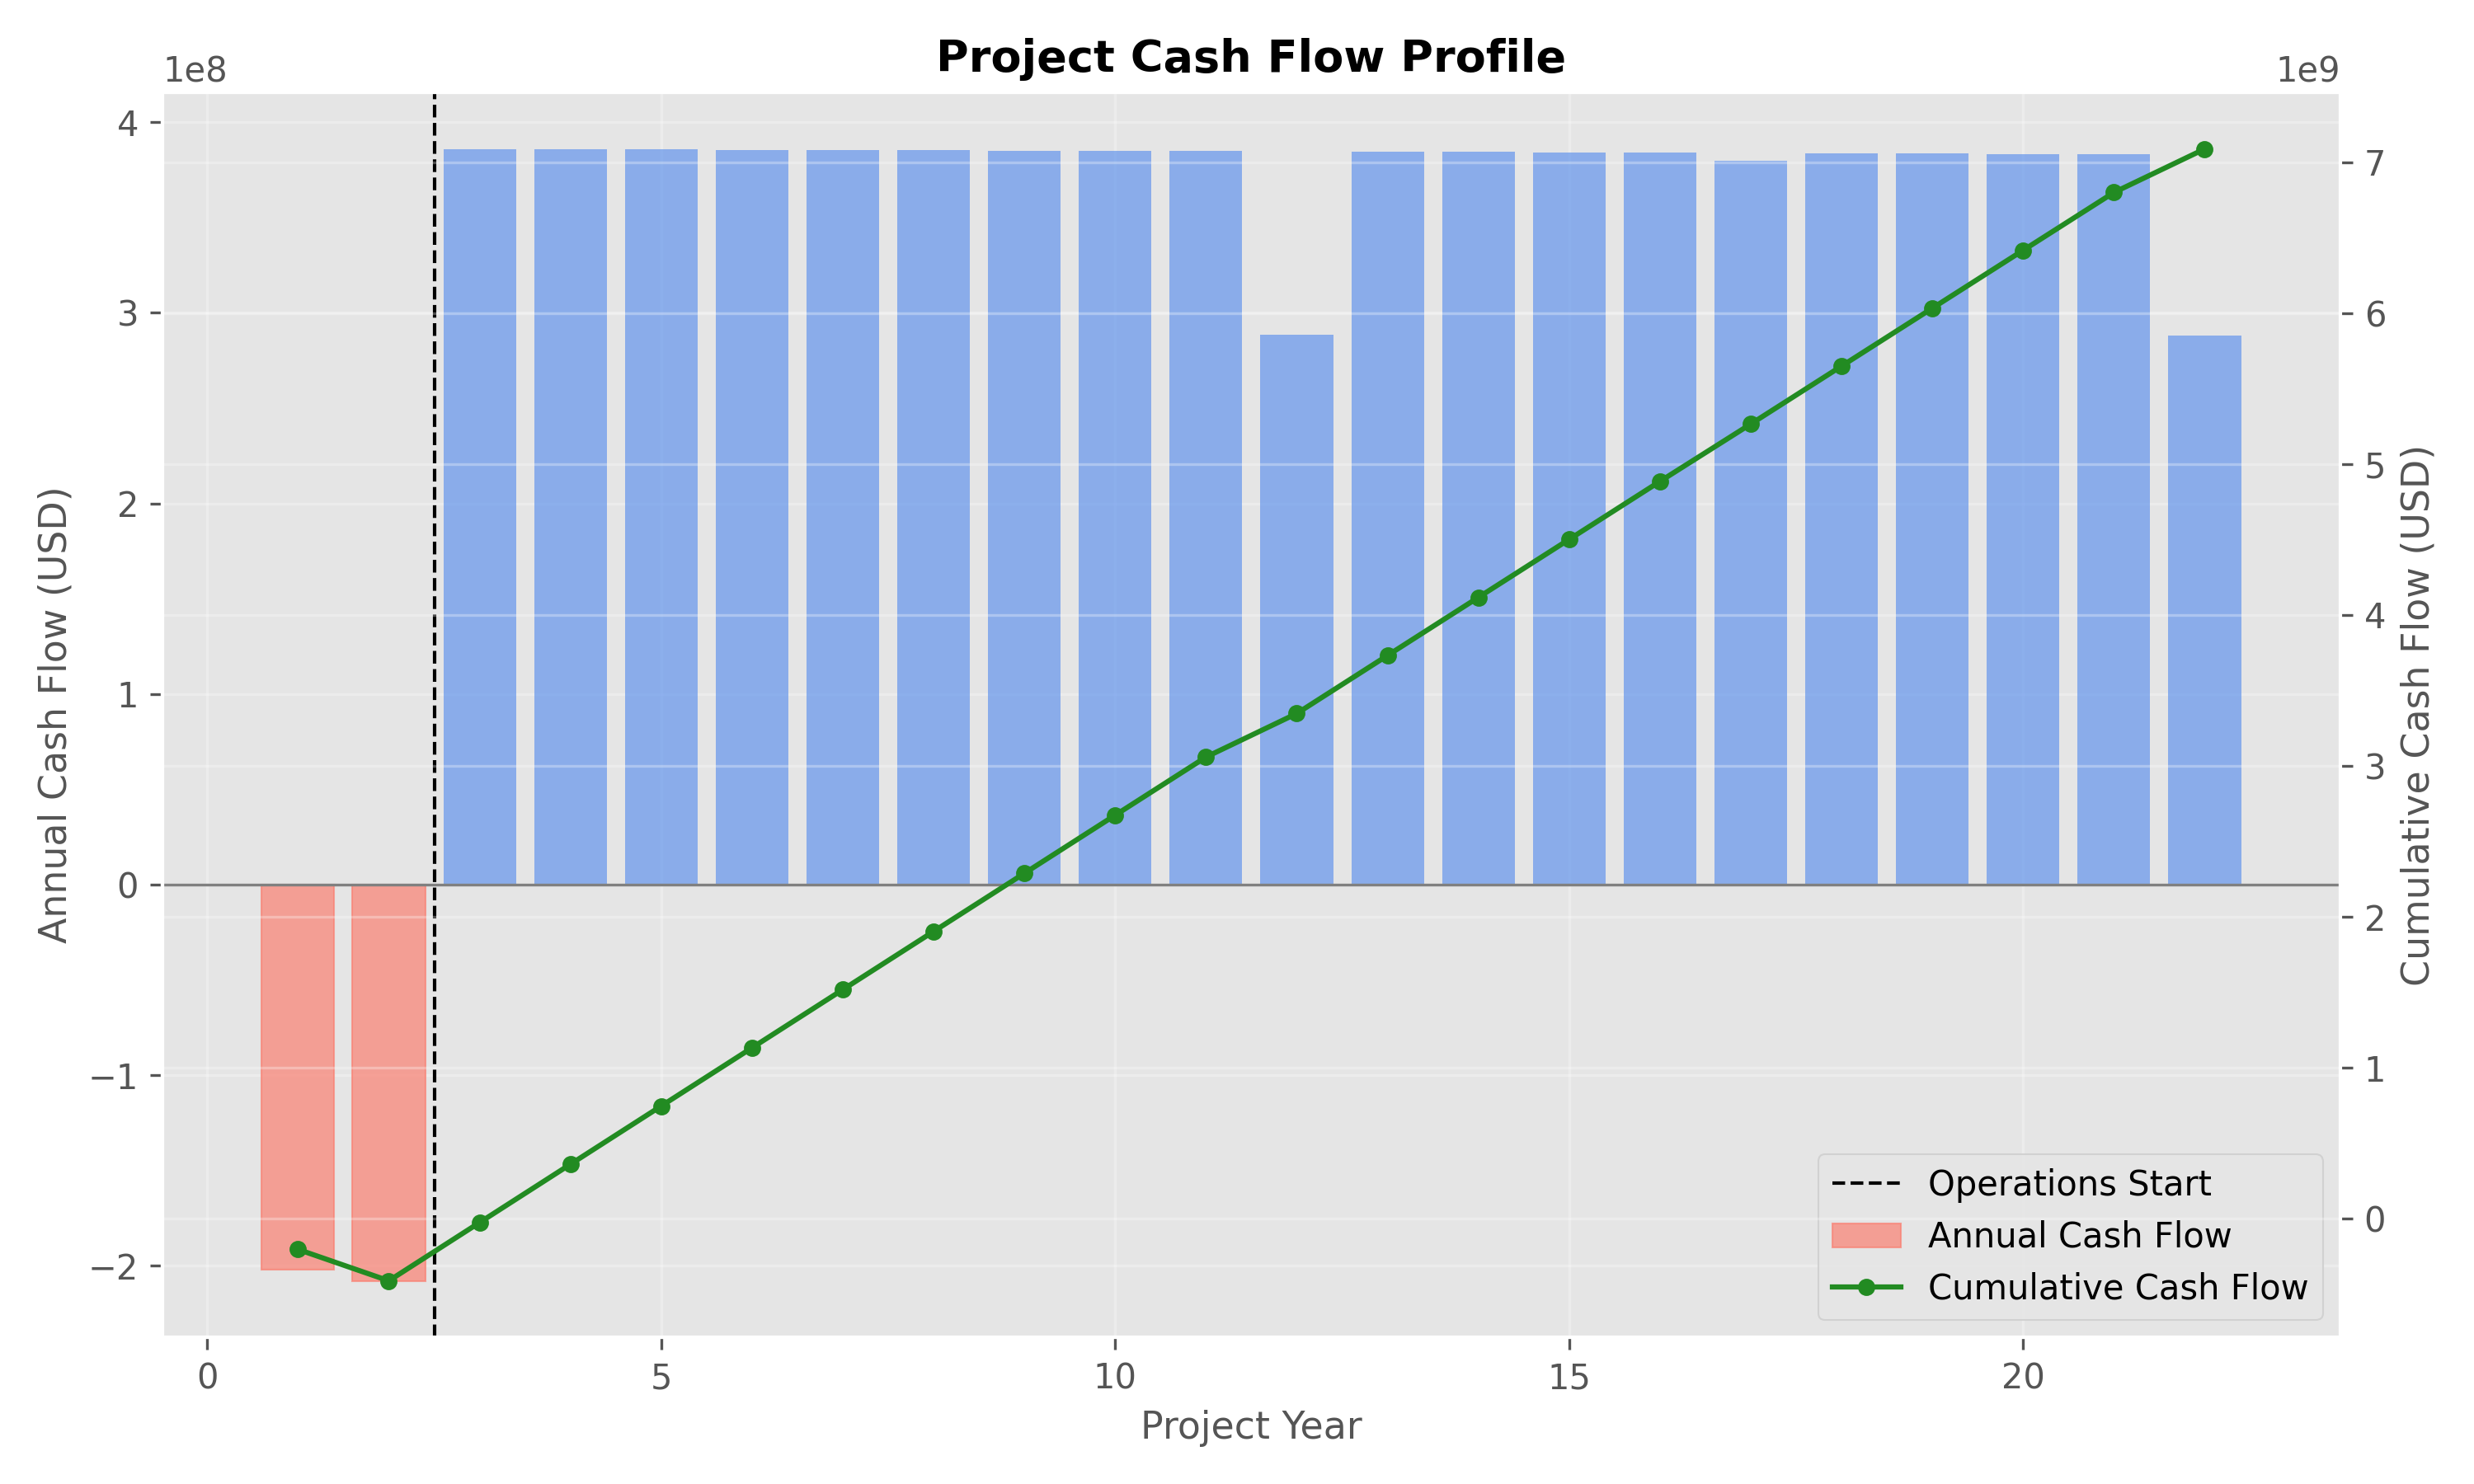 Project Cash Flow Profile
1e8
1e9
4
3
2
1
0
−1
−2
Annual Cash Flow (USD)
7
6
5
4
3
2
1
0
Cumulative Cash Flow (USD)
Operations Start
Annual Cash Flow
Cumulative Cash Flow
0 5 10 15 20
Project Year